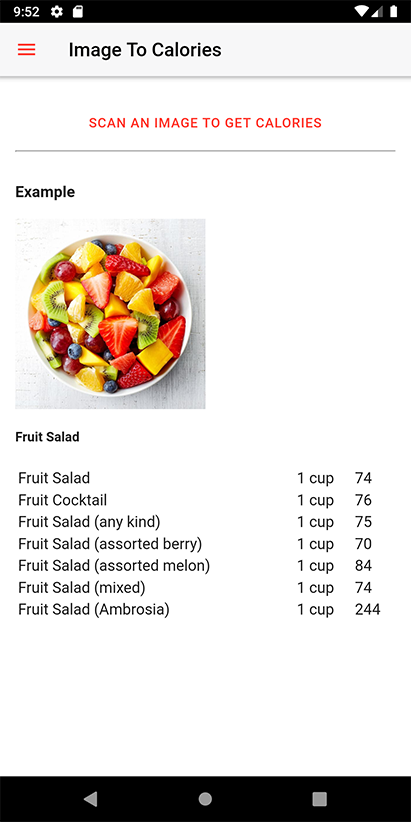 9:52
Image To Calories
SCAN AN IMAGE TO GET CALORIES
Example
Fruit Salad
Fruit Salad 1 cup 74
Fruit Cocktail 1 cup 76
Fruit Salad (any kind) 1 cup 75
Fruit Salad (assorted berry) 1 cup 70
Fruit Salad (assorted melon) 1 cup 84
Fruit Salad (mixed) 1 cup 74
Fruit Salad (Ambrosia) 1 cup 244